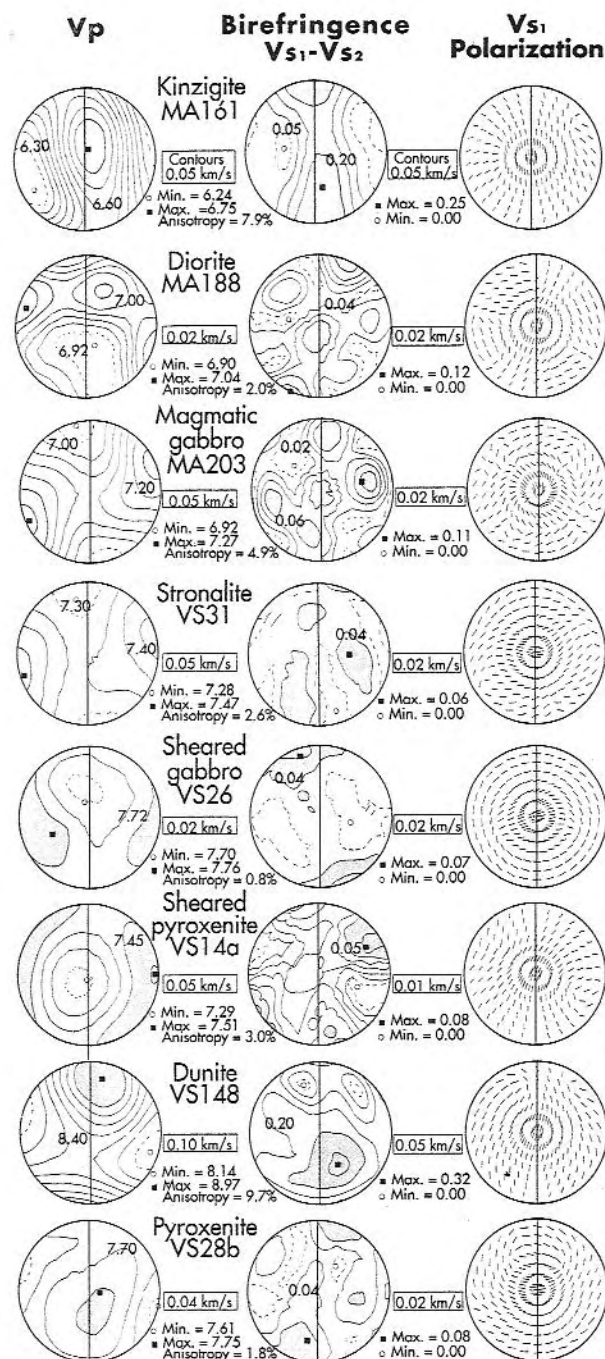 Vp
Birefringence
Vs1-Vs2
Vs1
Polarization
Kinzigite
MA161
6.30
6.60
Contours
0.05 km/s
Min. = 6.24
Max. =6.75
Anisotropy = 7.9%
0.05
0.20
Contours
0.05 km/s
Max. = 0.25
Min. = 0.00
Diorite
MA188
7.00
6.92
0.02 km/s
Min. = 6.90
Max. = 7.04
Anisotropy = 2.0%
0.04
0.02 km/s
Max. = 0.12
Min. = 0.00
Magmatic
gabbro
MA203
7.00
7.20
0.05 km/s
Min. = 6.92
Max. = 7.27
Anisotropy = 4.9%
0.02
0.06
0.02 km/s
Max. = 0.11
Min. = 0.00
Stronalite
VS31
7.30
7.40
0.05 km/s
Min. = 7.28
Max. = 7.47
Anisotropy = 2.6%
0.04
0.02 km/s
Max. = 0.06
Min. = 0.00
Sheared
gabbro
VS26
7.72
0.02 km/s
Min. = 7.70
Max. = 7.76
Anisotropy = 0.8%
0.04
0.02 km/s
Max. = 0.07
Min. = 0.00
Sheared
pyroxenite
VS14a
7.45
0.05 km/s
Min. = 7.29
Max = 7.51
Anisotropy = 3.0%
0.05
0.01 km/s
Max. = 0.08
Min. = 0.00
Dunite
VS148
8.40
0.10 km/s
Min. = 8.14
Max = 8.97
Anisotropy = 9.7%
0.20
0.05 km/s
Max. = 0.32
Min. = 0.00
Pyroxenite
VS28b
7.70
0.04 km/s
Min. = 7.61
Max. = 7.75
Anisotropy = 1.8%
0.04
0.02 km/s
Max. = 0.08
Min. = 0.00